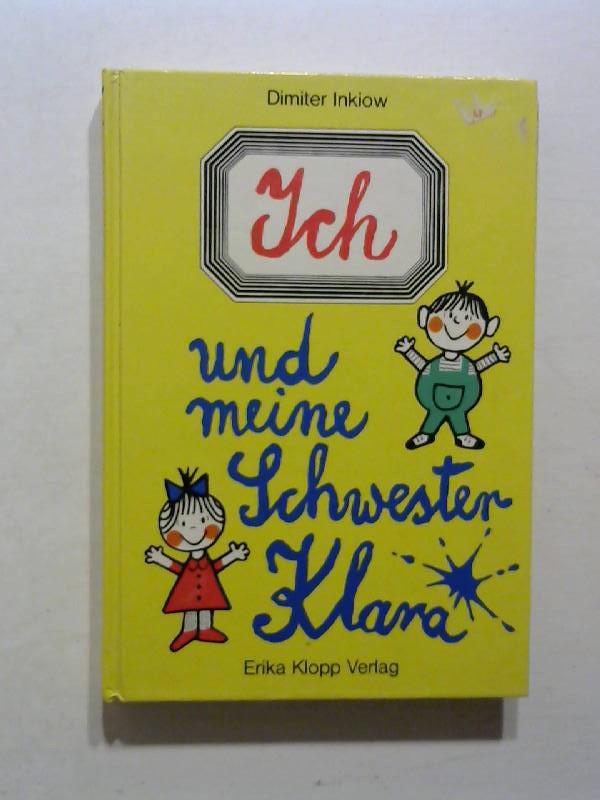 Dimiter Inkiow
Ich
und
meine
Schwester
Klara
Erika Klopp Verlag